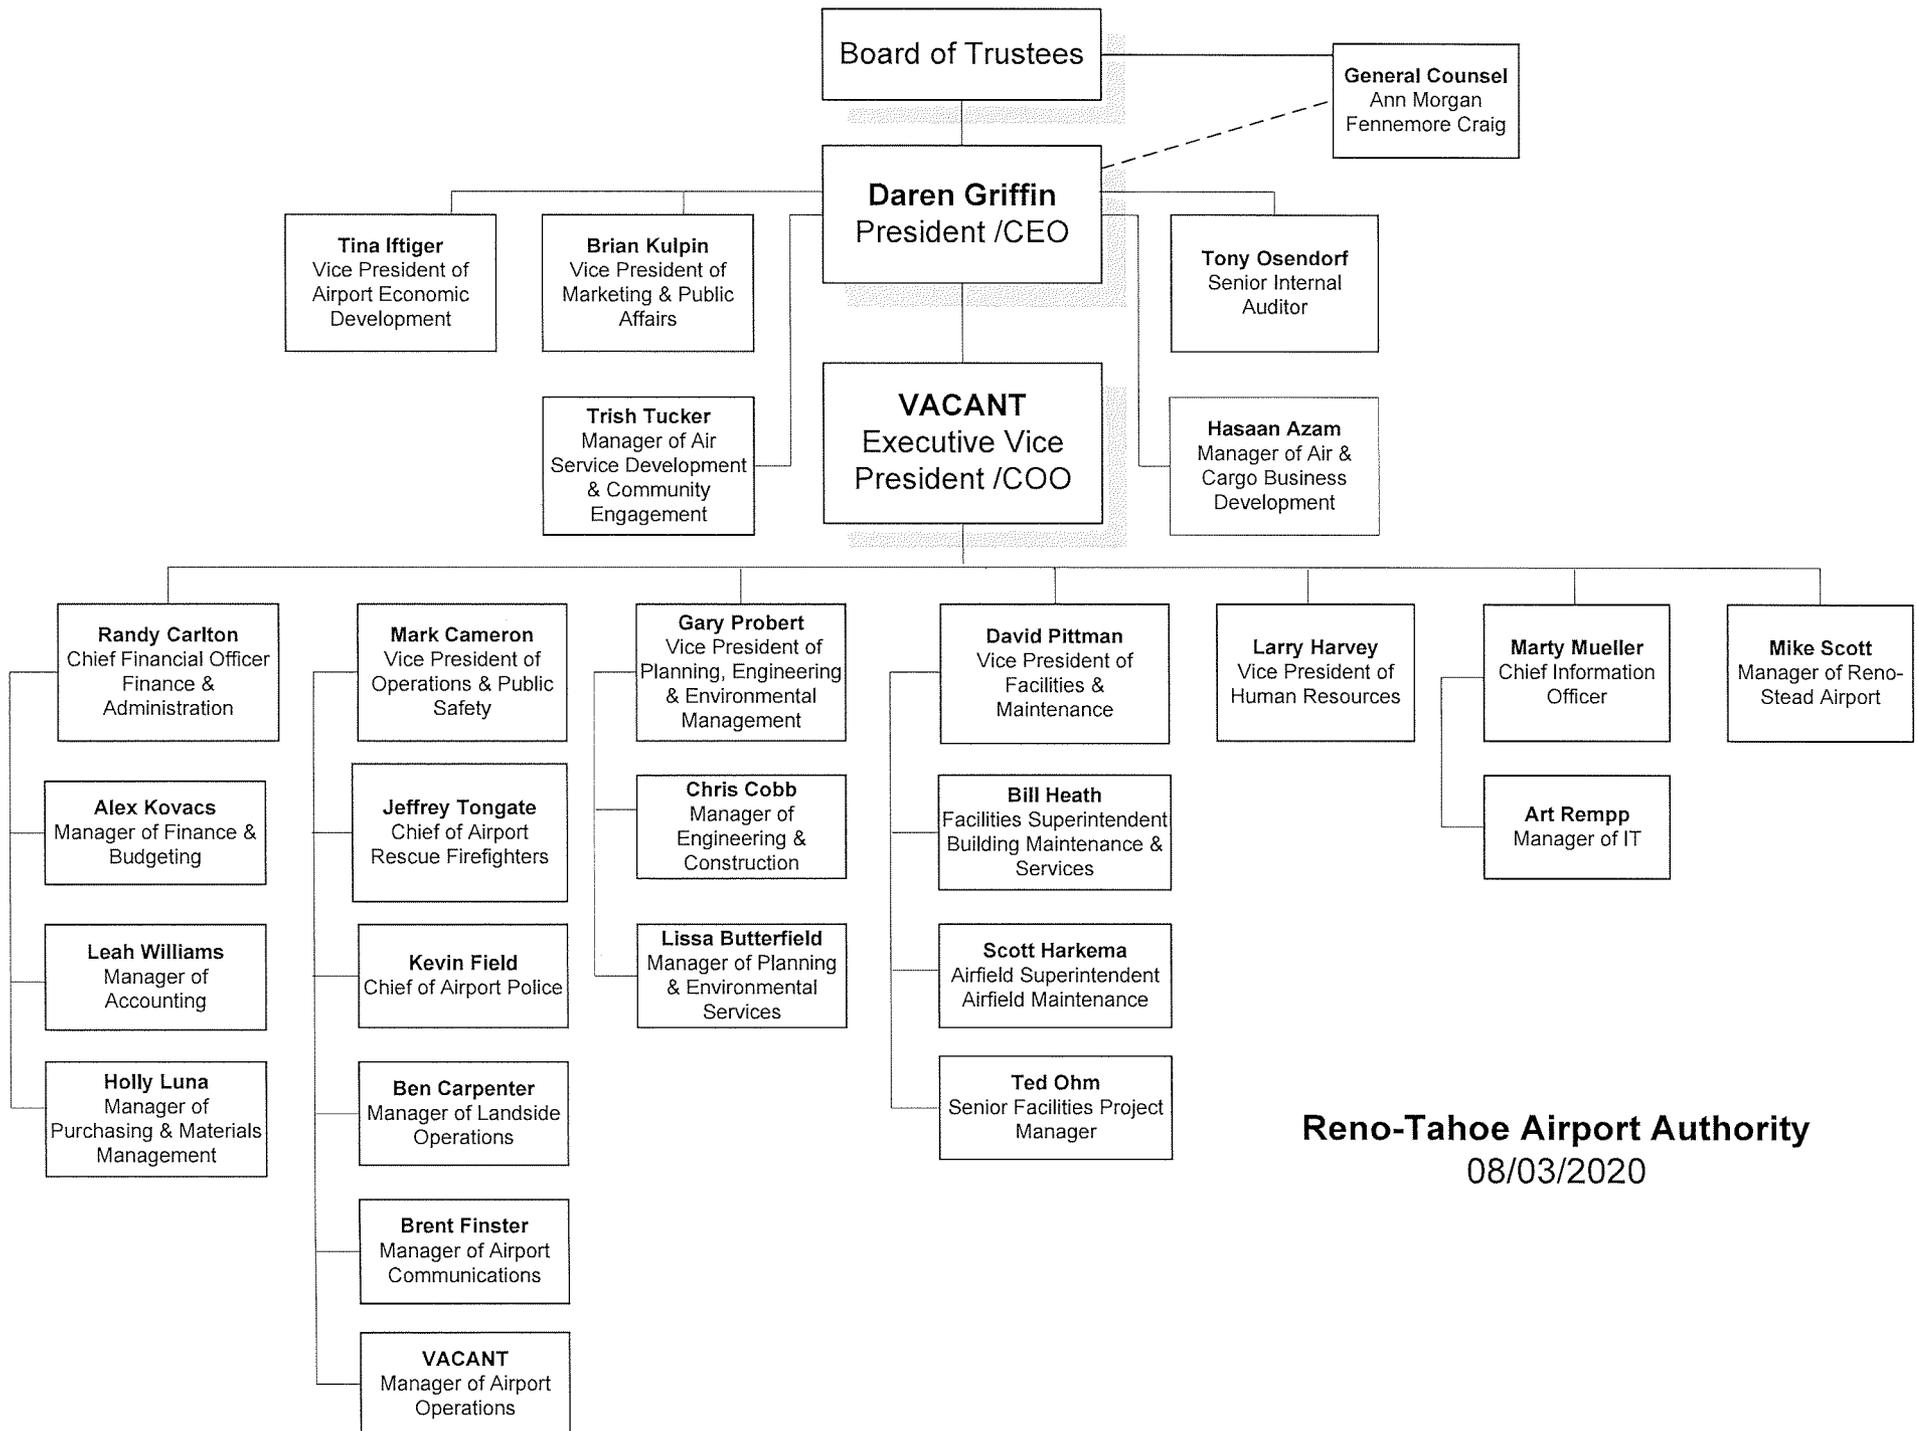 Board of Trustees
General Counsel
Ann Morgan
Fennemore Craig
Daren Griffin
President /CEO
Tina Iftiger
Vice President of
Airport Economic
Development
Brian Kulpin
Vice President of
Marketing & Public
Affairs
Tony Osendorf
Senior Internal
Auditor
Trish Tucker
Manager of Air
Service Development
& Community
Engagement
VACANT
Executive Vice
President /COO
Hasaan Azam
Manager of Air &
Cargo Business
Development
Randy Carlton
Chief Financial Officer
Finance &
Administration
Mark Cameron
Vice President of
Operations & Public
Safety
Gary Probert
Vice President of
Planning, Engineering
& Environmental
Management
David Pittman
Vice President of
Facilities &
Maintenance
Larry Harvey
Vice President of
Human Resources
Marty Mueller
Chief Information
Officer
Mike Scott
Manager of Reno-
Stead Airport
Alex Kovacs
Manager of Finance &
Budgeting
Jeffrey Tongate
Chief of Airport
Rescue Firefighters
Chris Cobb
Manager of
Engineering &
Construction
Bill Heath
Facilities Superintendent
Building Maintenance &
Services
Art Rempp
Manager of IT
Leah Williams
Manager of
Accounting
Kevin Field
Chief of Airport Police
Lissa Butterfield
Manager of Planning
& Environmental
Services
Scott Harkema
Airfield Superintendent
Airfield Maintenance
Holly Luna
Manager of
Purchasing & Materials
Management
Ben Carpenter
Manager of Landside
Operations
Ted Ohm
Senior Facilities Project
Manager
Brent Finster
Manager of Airport
Communications
VACANT
Manager of Airport
Operations
Reno-Tahoe Airport Authority
08/03/2020